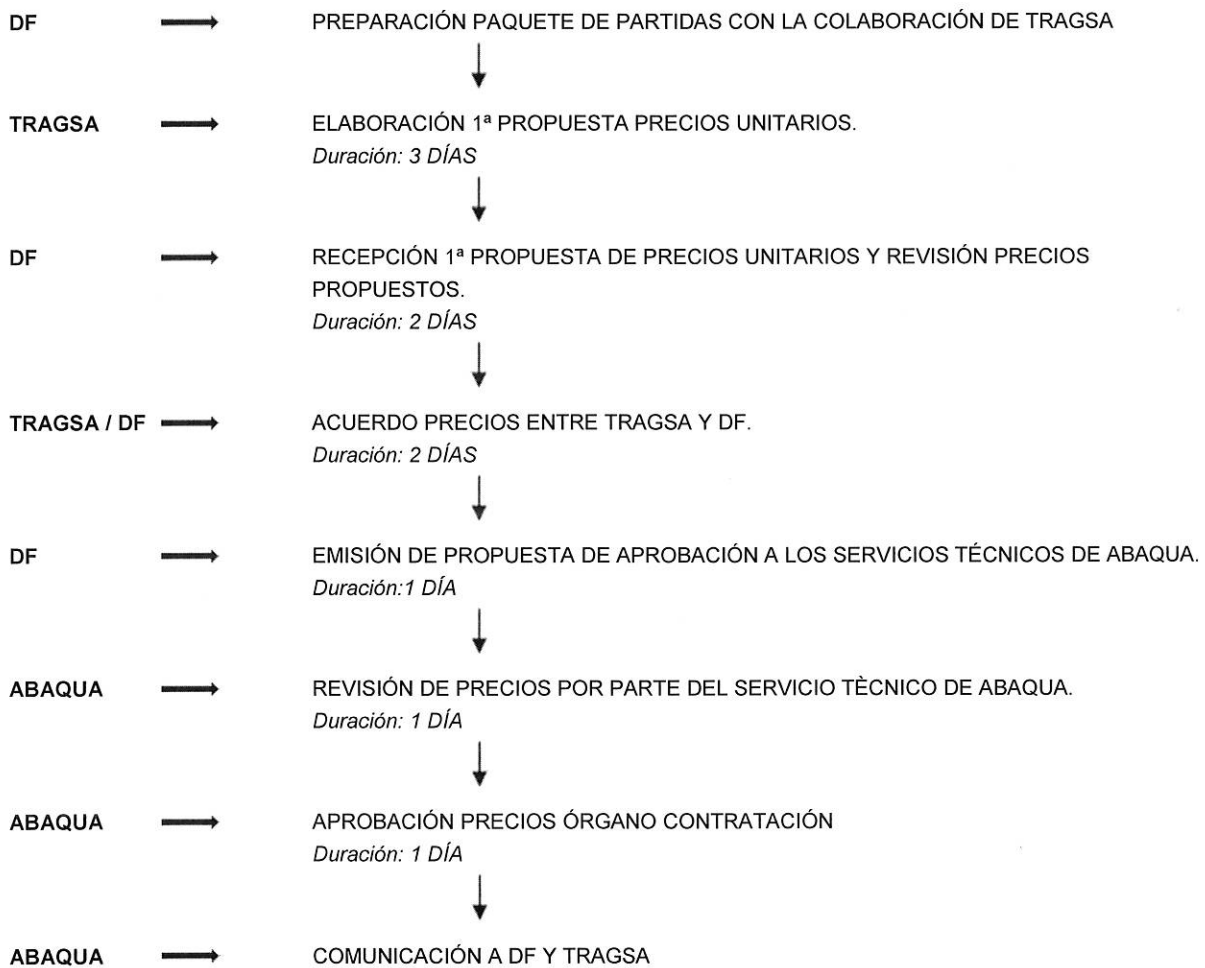 DF PREPARACIÓN PAQUETE DE PARTIDAS CON LA COLABORACIÓN DE TRAGSA
TRAGSA ELABORACIÓN 1ª PROPUESTA PRECIOS UNITARIOS.
Duración: 3 DÍAS
DF RECEPCIÓN 1ª PROPUESTA DE PRECIOS UNITARIOS Y REVISIÓN PRECIOS
PROPUESTOS.
Duración: 2 DÍAS
TRAGSA / DF ACUERDO PRECIOS ENTRE TRAGSA Y DF.
Duración: 2 DÍAS
DF EMISIÓN DE PROPUESTA DE APROBACIÓN A LOS SERVICIOS TÉCNICOS DE ABAQUA.
Duración:1 DÍA
ABAQUA REVISIÓN DE PRECIOS POR PARTE DEL SERVICIO TÈCNICO DE ABAQUA.
Duración: 1 DÍA
ABAQUA APROBACIÓN PRECIOS ÓRGANO CONTRATACIÓN
Duración: 1 DÍA
ABAQUA COMUNICACIÓN A DF Y TRAGSA